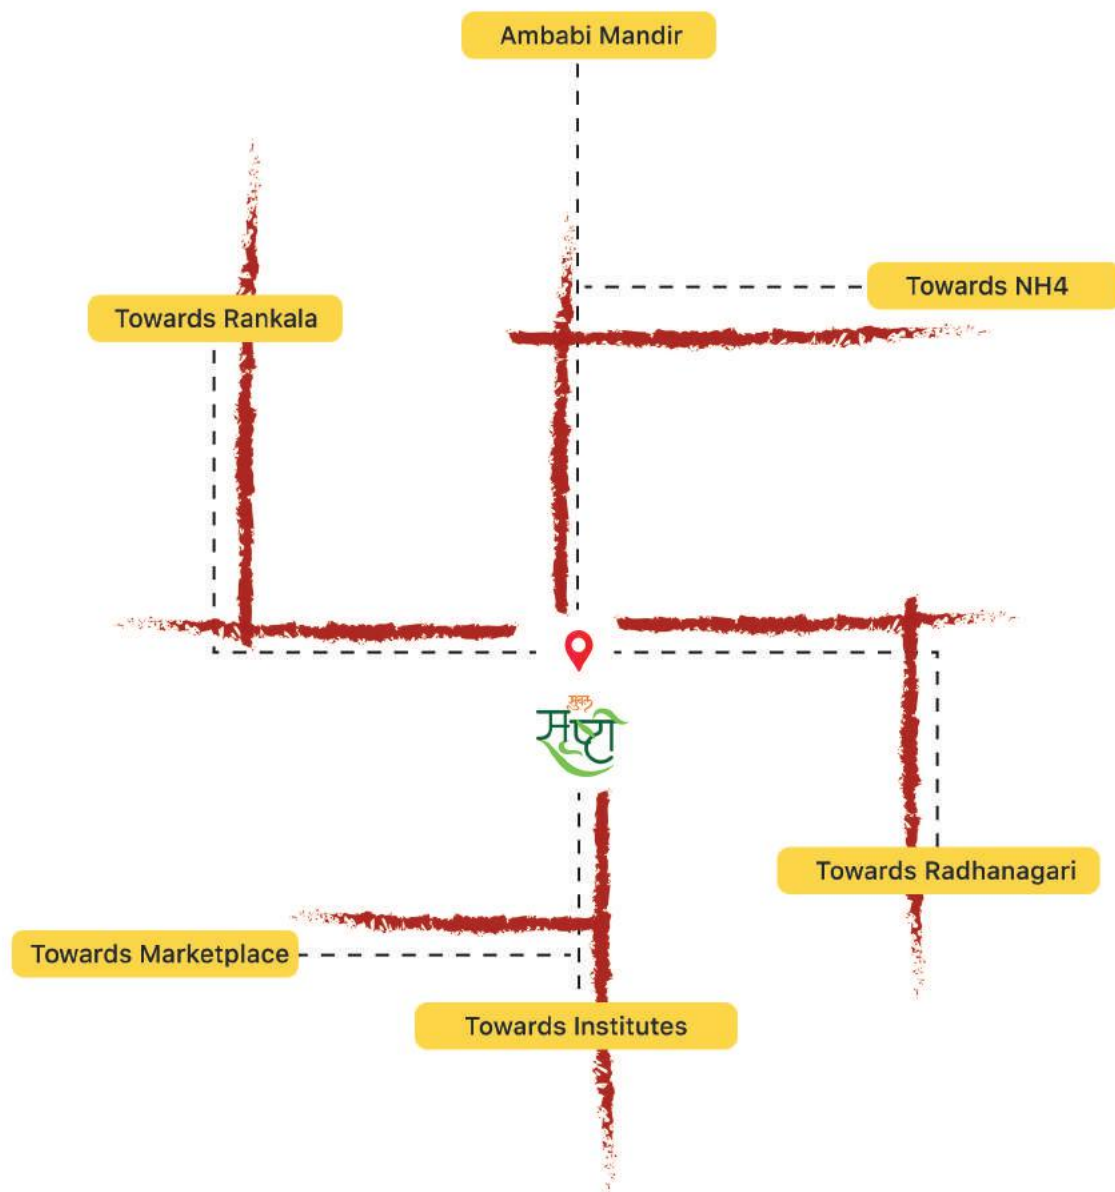 Ambabi Mandir
Towards NH4
Towards Rankala
सृष्टी
Towards Radhanagari
Towards Marketplace
Towards Institutes